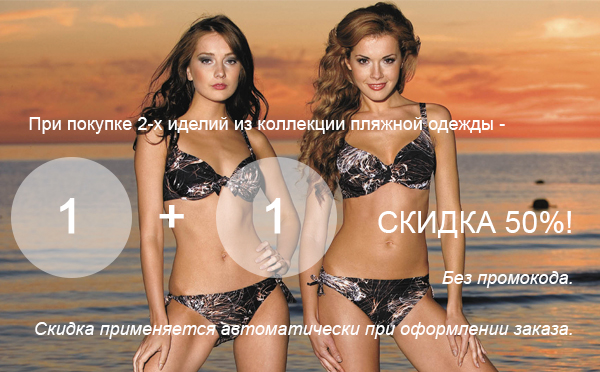 При покупке 2-х иделий из коллекции пляжной одежды -
1 + 1 СКИДКА 50%!
Без промокода.
Скидка применяется автоматически при оформлении заказа.